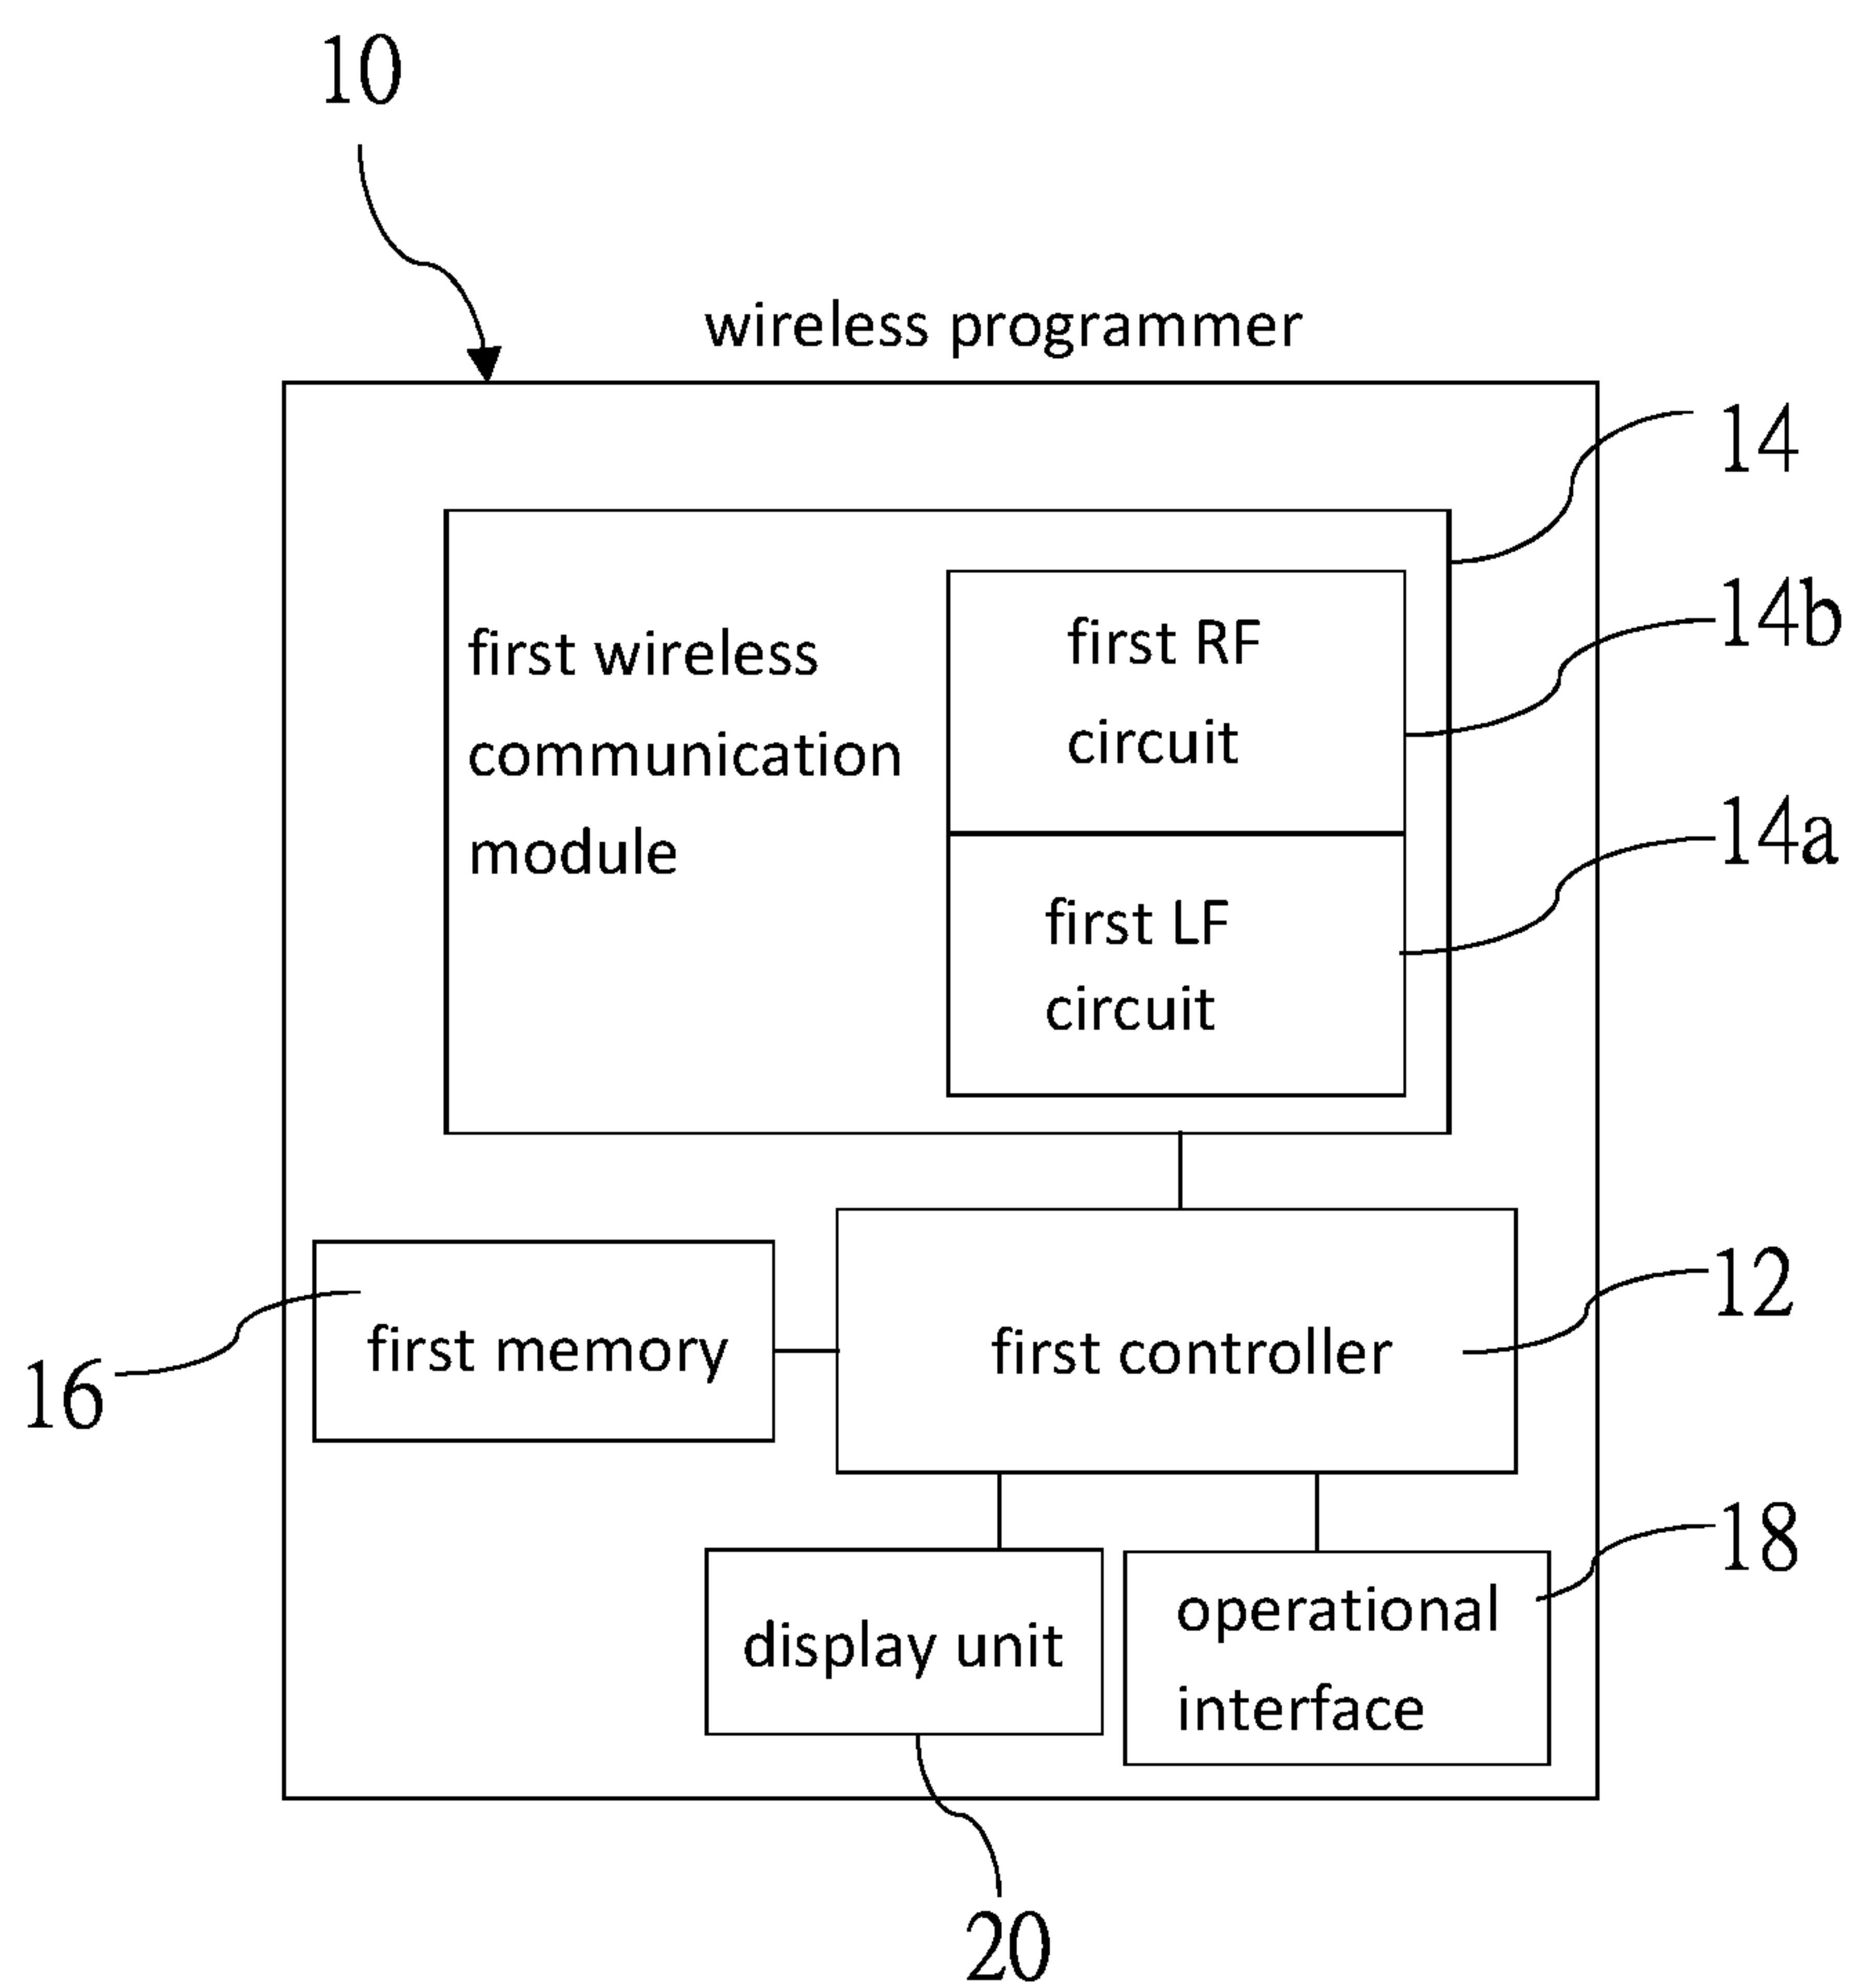 10
wireless programmer
14
first wireless
communication
module
first RF
circuit
14b
first LF
circuit
14a
first memory
16
first controller
12
display unit
20
operational
interface
18